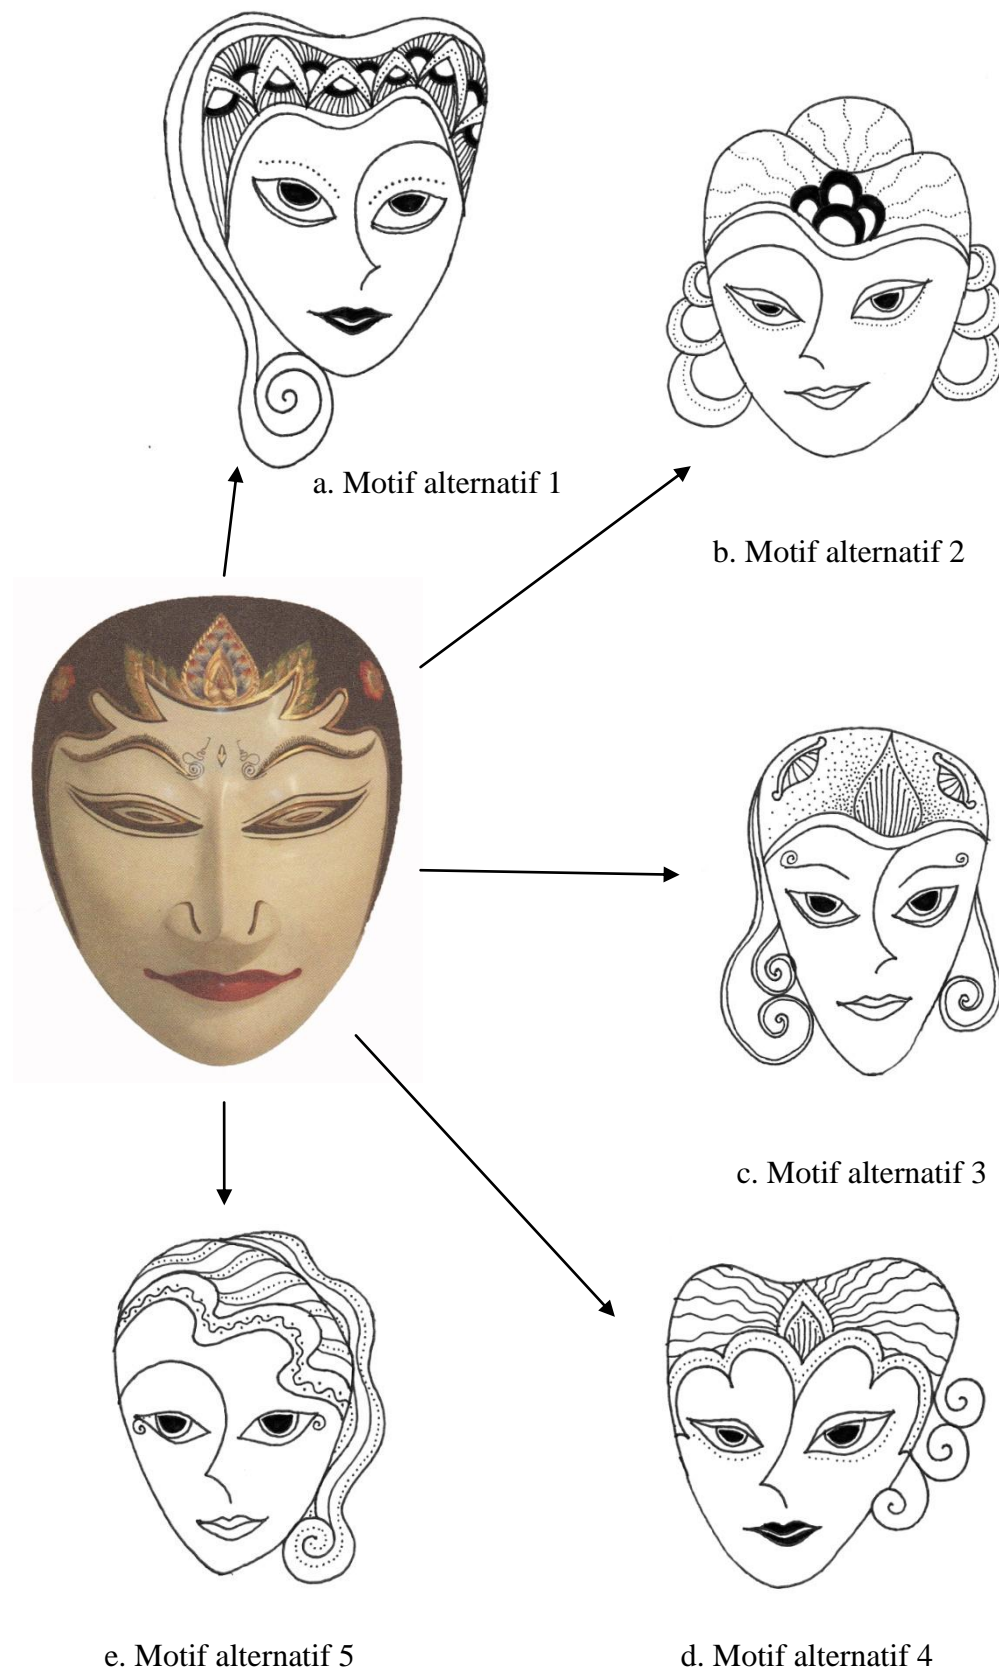 a. Motif alternatif 1
b. Motif alternatif 2
c. Motif alternatif 3
e. Motif alternatif 5
d. Motif alternatif 4